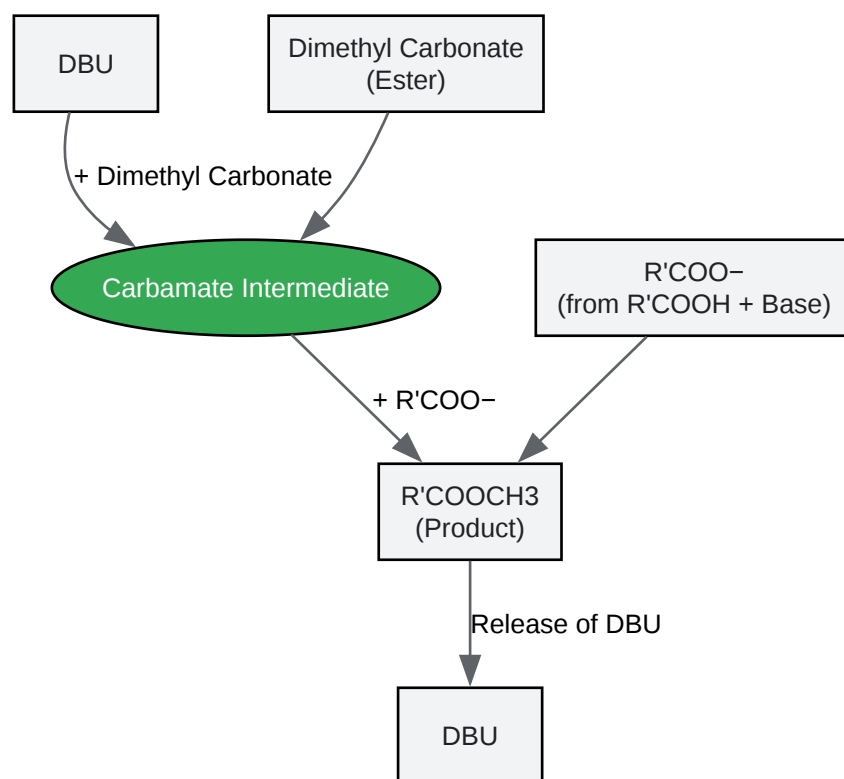 DBU
Dimethyl Carbonate
(Ester)
+ Dimethyl Carbonate
Carbamate Intermediate
R'COO−
(from R'COOH + Base)
+ R'COO−
R'COOCH3
(Product)
Release of DBU
DBU